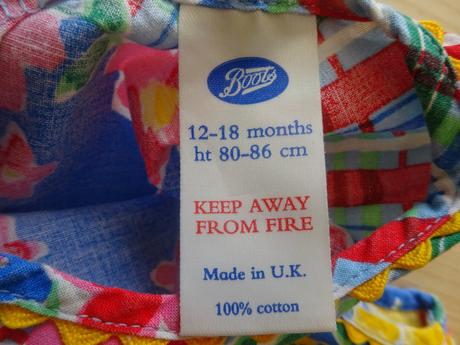 Boots
12-18 months
ht 80-86 cm
KEEP AWAY
FROM FIRE
Made in U.K.
100% cotton